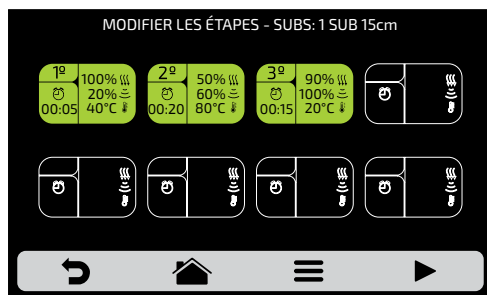 MODIFIER LES ÉTAPES - SUBS: 1 SUB 15cm
1º
100%
20%
00:05
40°C
2º
50%
60%
00:20
80°C
3º
90%
100%
00:15
20°C